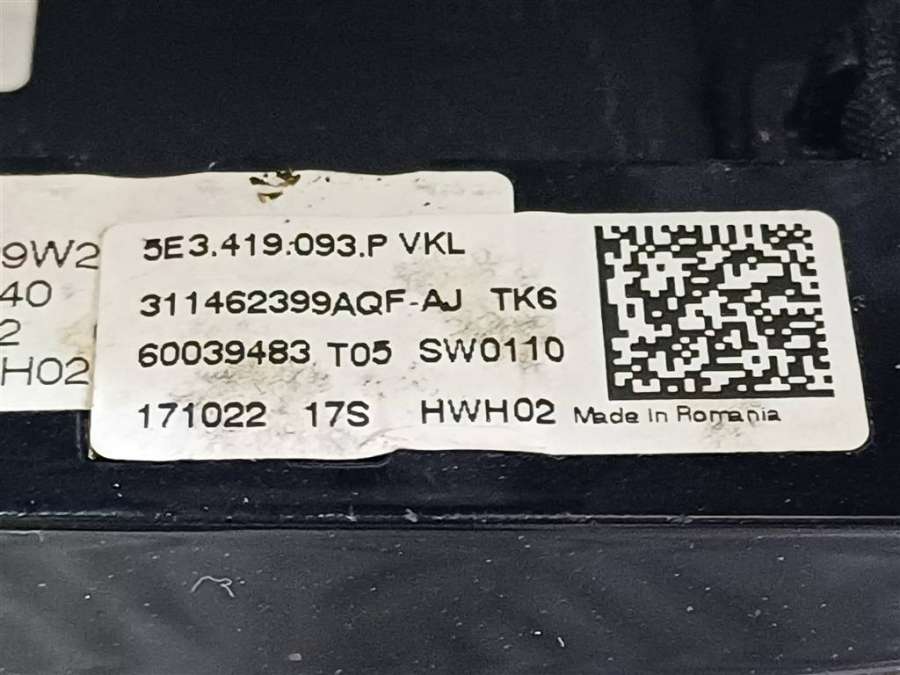 9W2
40
2
H02
5E3.419.093.P VKL
311462399AQF-AJ TK6
60039483 T05 SW0110
171022 17S HWH02 Made in Romania